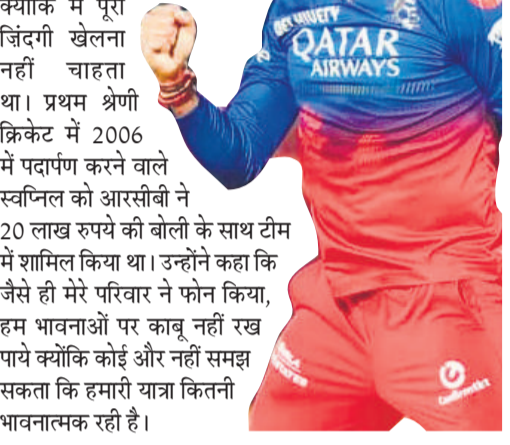 क्योंकि मैं पूरी
ज़िंदगी खेलना
नहीं चाहता
था। प्रथम श्रेणी
क्रिकेट में 2006
में पदार्पण करने वाले
स्वप्निल को आरसीबी ने
20 लाख रुपये की बोली के साथ टीम
में शामिल किया था। उन्होंने कहा कि
जैसे ही मेरे परिवार ने फोन किया,
हम भावनाओं पर काबू नहीं रख
पाये क्योंकि कोई और नहीं समझ
सकता कि हमारी यात्रा कितनी
भावनात्मक रही है।
QATAR
AIRWAYS